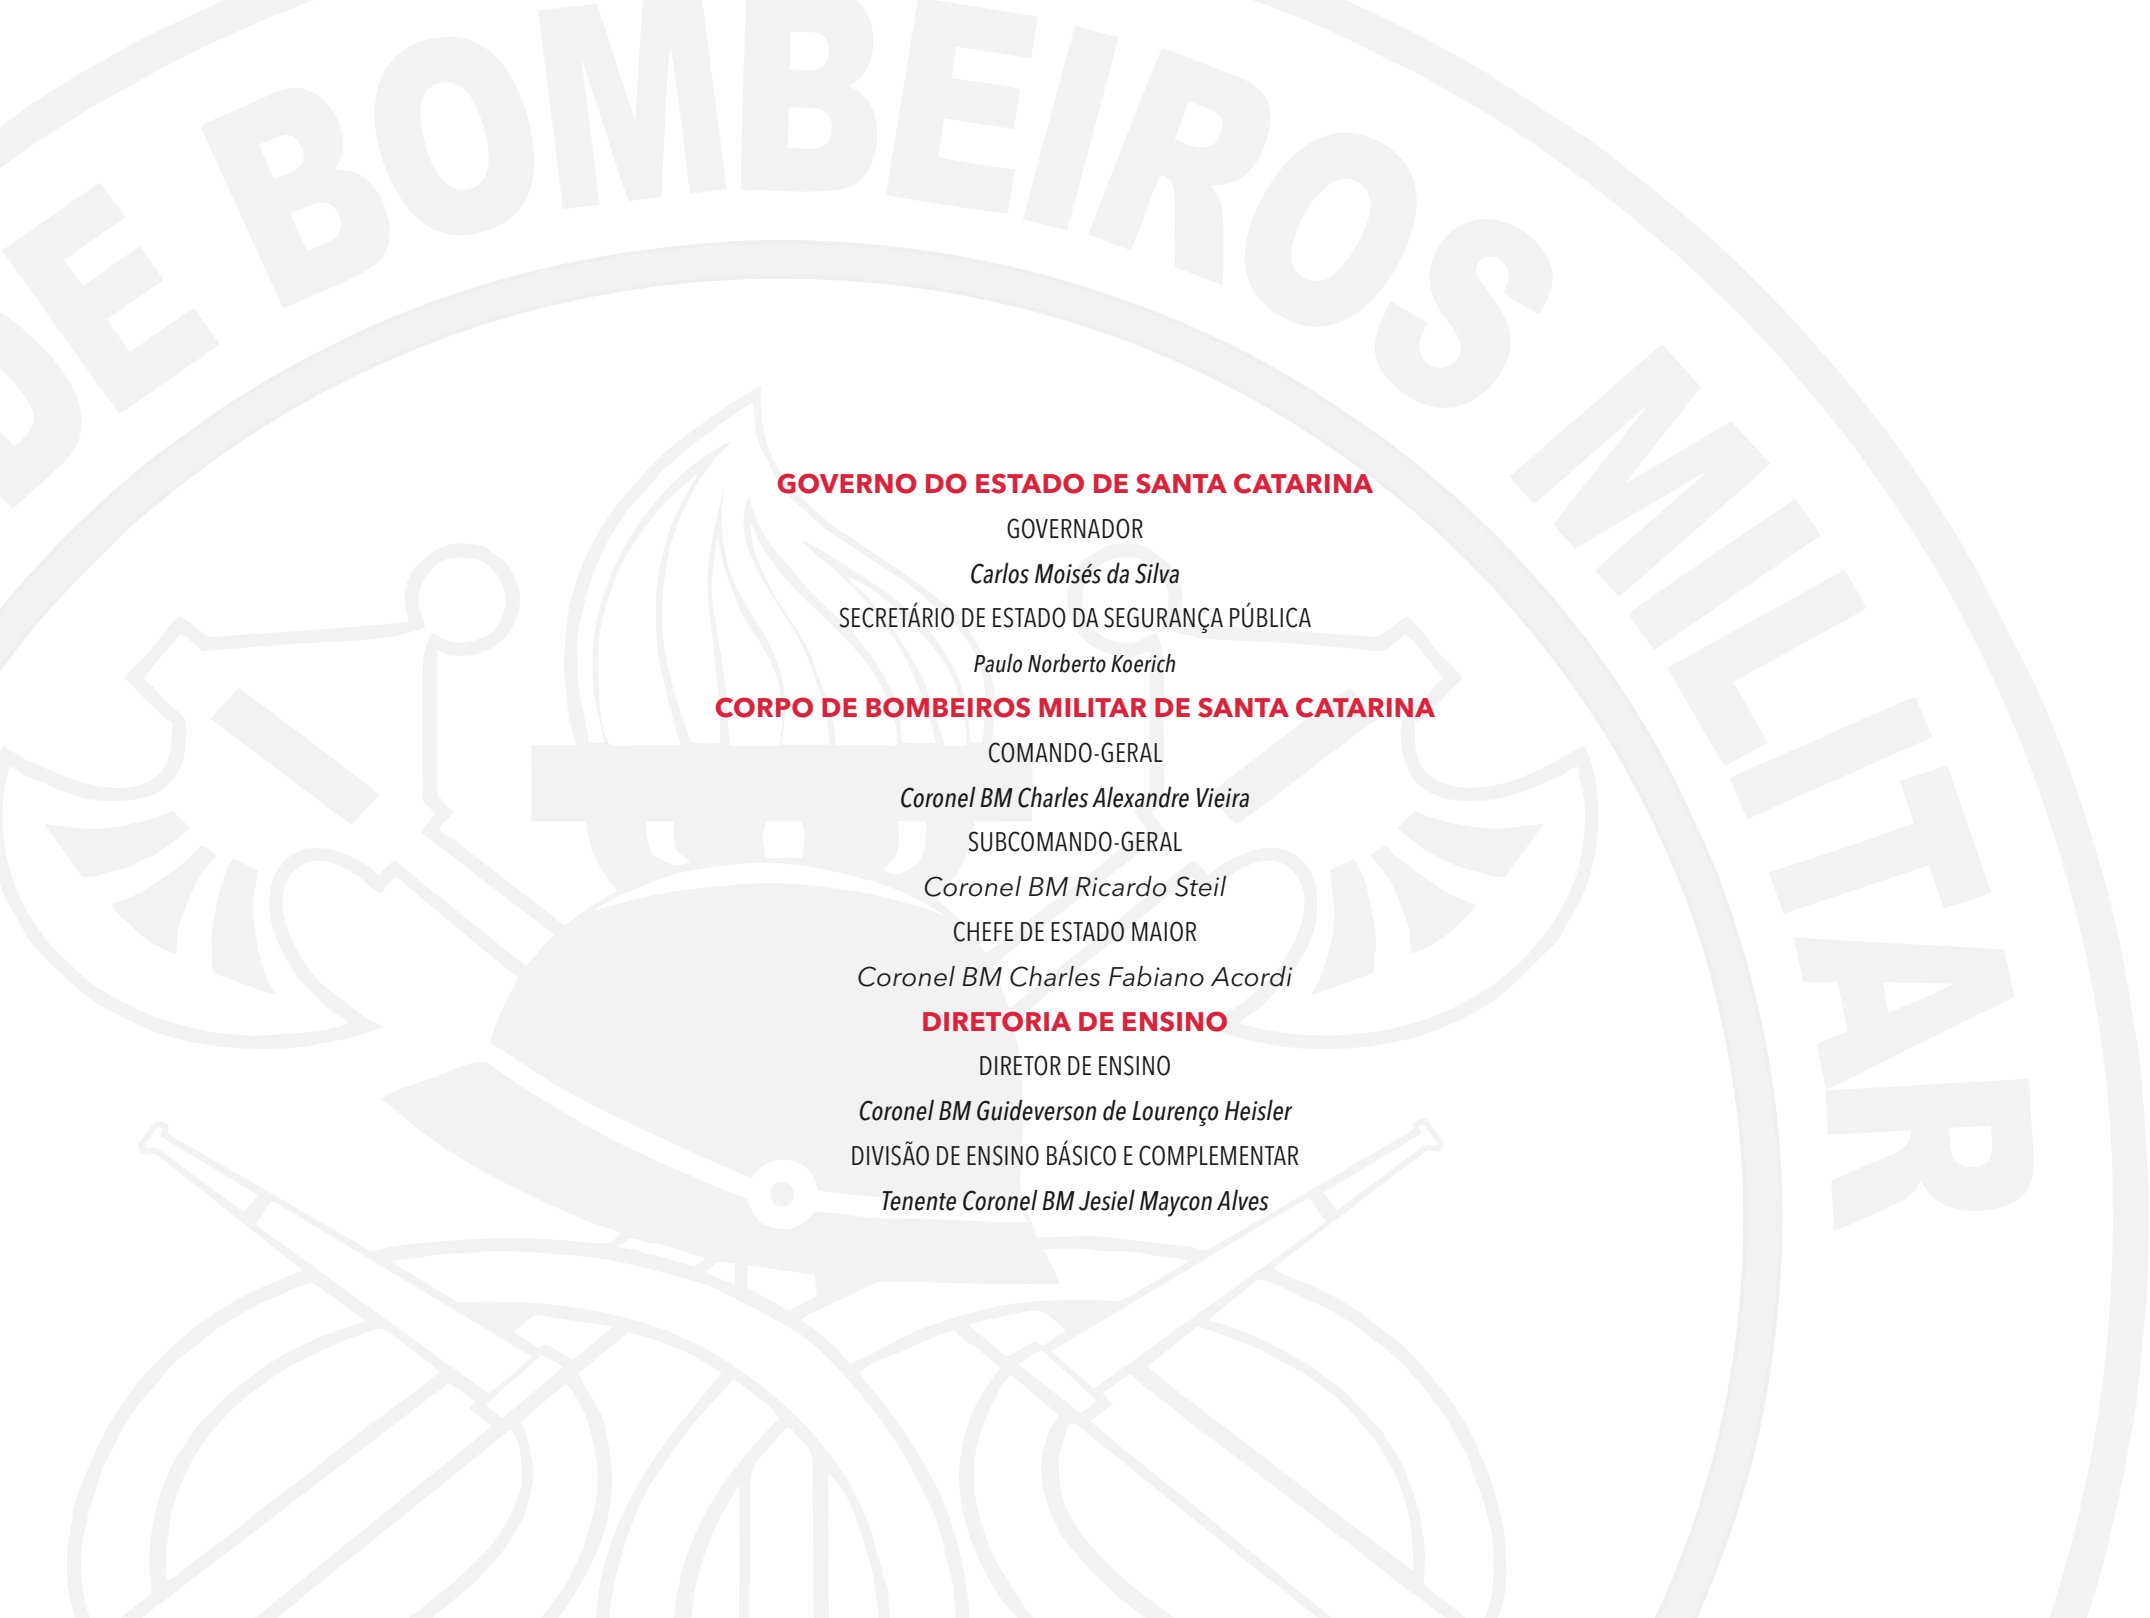 DE BOMBEIROS MILITAR
GOVERNO DO ESTADO DE SANTA CATARINA
GOVERNADOR
Carlos Moisés da Silva
SECRETÁRIO DE ESTADO DA SEGURANÇA PÚBLICA
Paulo Norberto Koerich
CORPO DE BOMBEIROS MILITAR DE SANTA CATARINA
COMANDO-GERAL
Coronel BM Charles Alexandre Vieira
SUBCOMANDO-GERAL
Coronel BM Ricardo Steil
CHEFE DE ESTADO MAIOR
Coronel BM Charles Fabiano Acordi
DIRETORIA DE ENSINO
DIRETOR DE ENSINO
Coronel BM Guideverson de Lourenço Heisler
DIVISÃO DE ENSINO BÁSICO E COMPLEMENTAR
Tenente Coronel BM Jesiel Maycon Alves